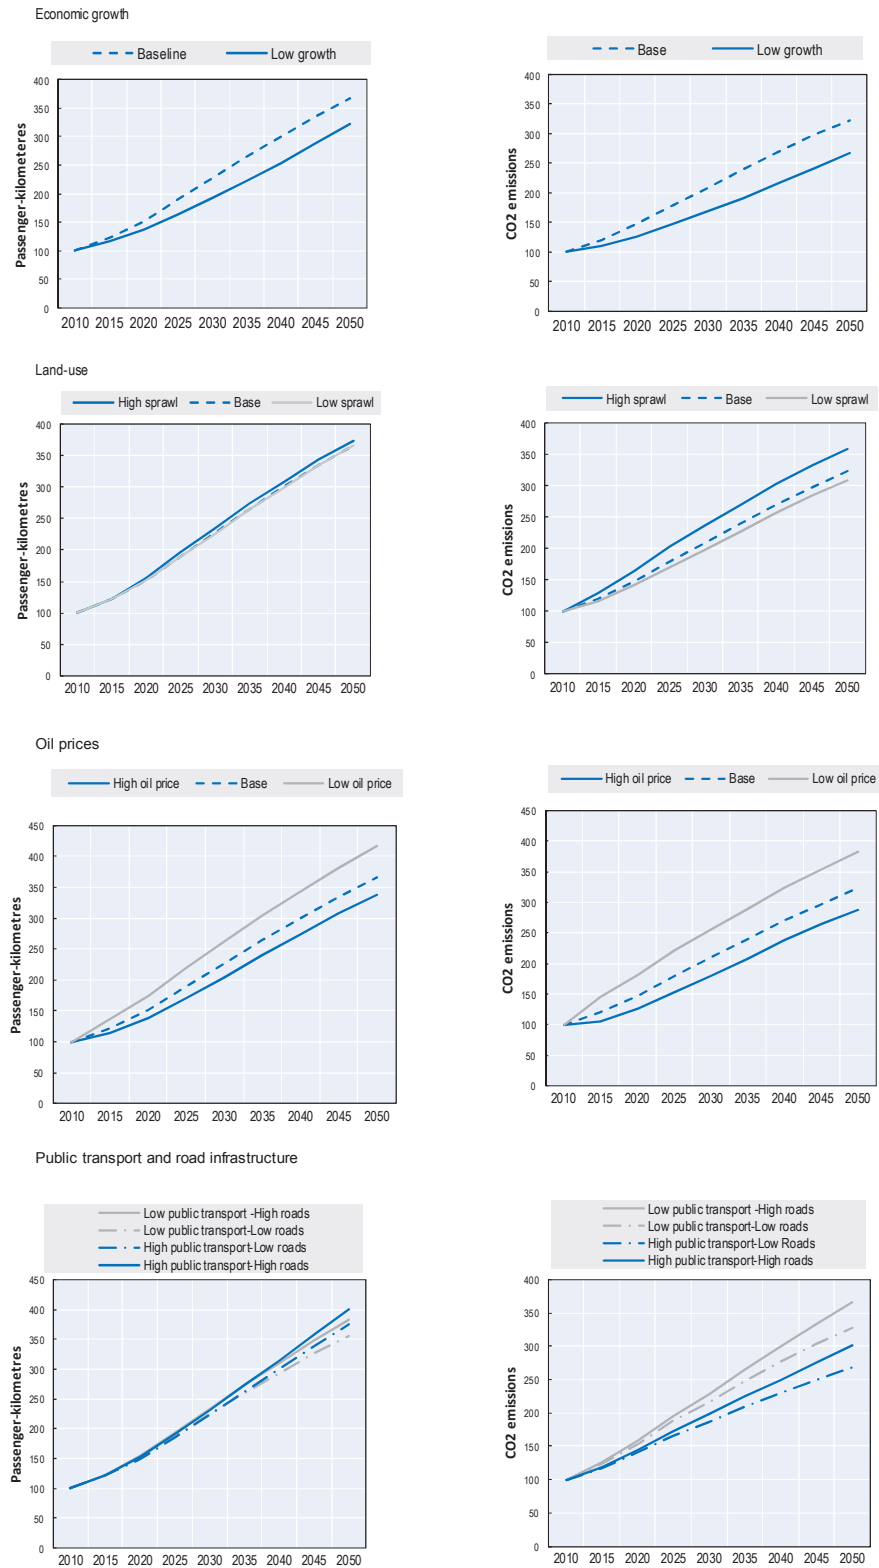 Economic growth
Baseline Low growth
Base Low growth
Passenger-kilometeres
400
350
300
250
200
150
100
50
0
2010 2015 2020 2025 2030 2035 2040 2045 2050
CO2 emissions
400
350
300
250
200
150
100
50
0
2010 2015 2020 2025 2030 2035 2040 2045 2050
Land-use
High sprawl Base Low sprawl
High sprawl Base Low sprawl
Passenger-kilometres
400
350
300
250
200
150
100
50
0
2010 2015 2020 2025 2030 2035 2040 2045 2050
CO2 emissions
400
350
300
250
200
150
100
50
0
2010 2015 2020 2025 2030 2035 2040 2045 2050
Oil prices
High oil price Base Low oil price
High oil price Base Low oil price
Passenger-kilometres
450
400
350
300
250
200
150
100
50
0
2010 2015 2020 2025 2030 2035 2040 2045 2050
CO2 emissions
450
400
350
300
250
200
150
100
50
0
2010 2015 2020 2025 2030 2035 2040 2045 2050
Public transport and road infrastructure
Low public transport -High roads
Low public transport-Low roads
High public transport-Low roads
High public transport-High roads
Low public transport -High roads
Low public transport-Low roads
High public transport-Low Roads
High public transport-High roads
Passenger-kilometres
450
400
350
300
250
200
150
100
50
0
2010 2015 2020 2025 2030 2035 2040 2045 2050
CO2 emissions
400
350
300
250
200
150
100
50
0
2010 2015 2020 2025 2030 2035 2040 2045 2050